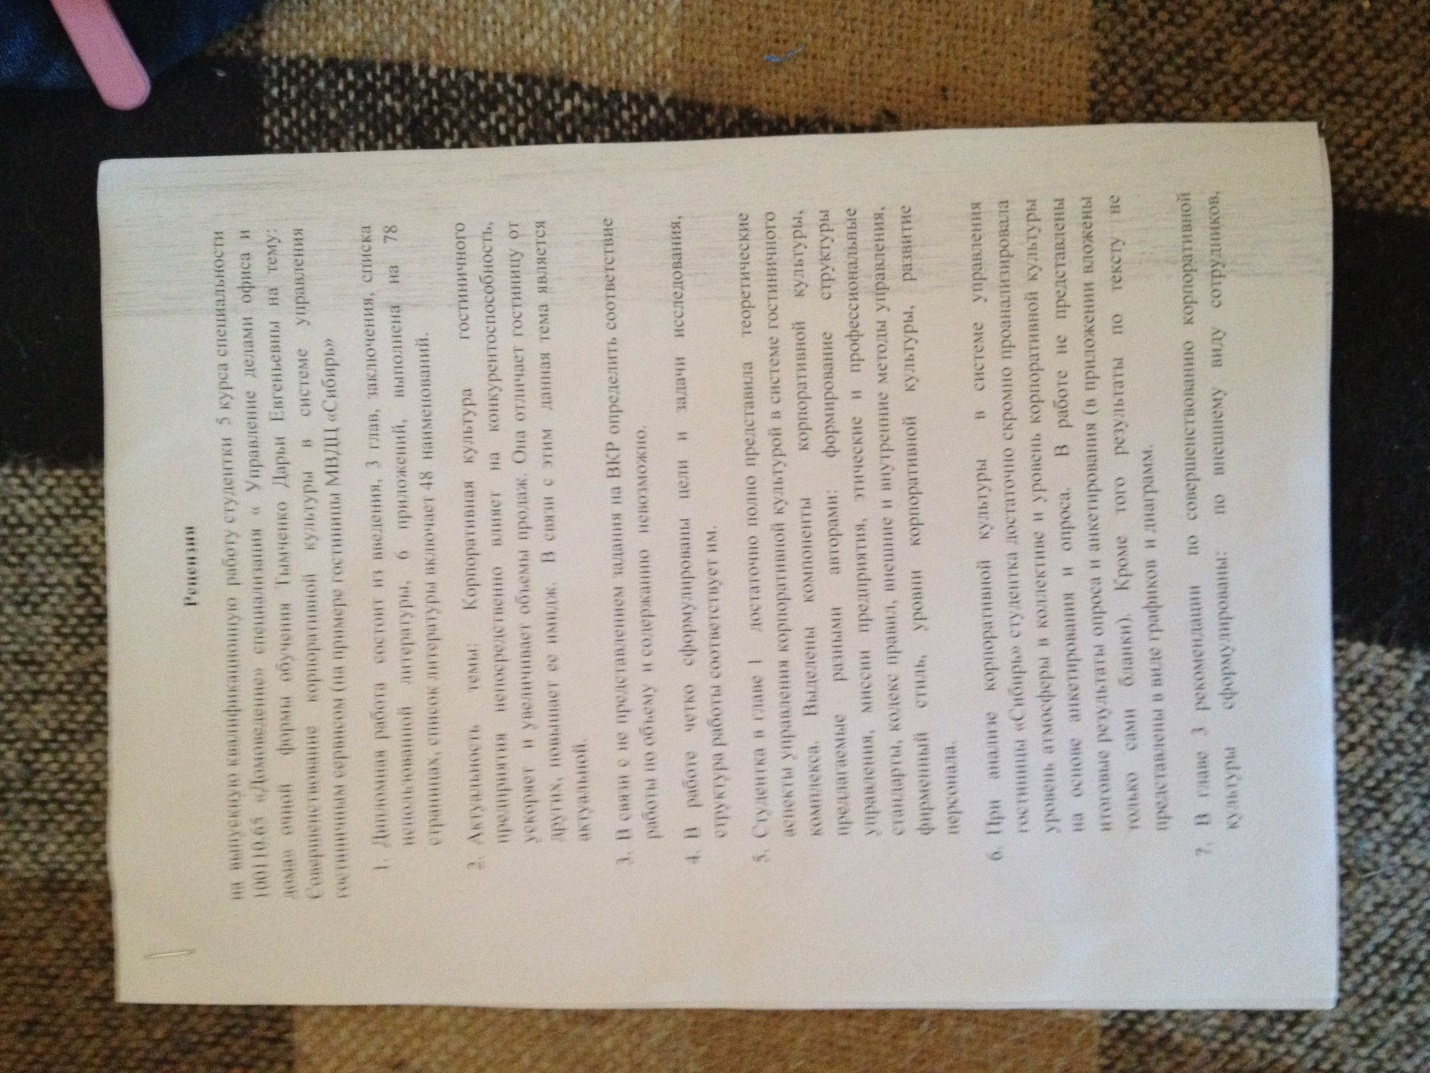 Рецензия
на выпускную квалификационную работу студентки 5 курса специальности
100110.65 «Домоведение» специализация « Управление делами офиса и
дома» очной формы обучения Тымченко Дарьи Евгеньевны на тему:
Совершенствование корпоративной культуры в системе управления
гостиничным сервисом (на примере гостиницы МВДЦ «Сибирь»
1. Дипломная работа состоит из введения, 3 глав, заключения, списка
использованной литературы, 6 приложений, выполнена на 78
страницах, список литературы включает 48 наименований.
2. Актуальность темы: Корпоративная культура гостиничного
предприятия непосредственно влияет на конкурентоспособность,
ускоряет и увеличивает объемы продаж. Она отличает гостиницу от
других, повышает ее имидж. В связи с этим данная тема является
актуальной.
3. В связи с не представлением задания на ВКР определить соответствие
работы по объему и содержанию невозможно.
4. В работе четко сформулированы цели и задачи исследования,
структура работы соответствует им.
5. Студентка в главе 1 достаточно полно представила теоретические
аспекты управления корпоративной культурой в системе гостиничного
комплекса. Выделены компоненты корпоративной культуры,
предлагаемые разными авторами: формирование структуры
управления, миссии предприятия, этические и профессиональные
стандарты, кодекс правил, внешние и внутренние методы управления,
фирменный стиль, уровни корпоративной культуры, развитие
персонала.
6. При анализе корпоративной культуры в системе управления
гостиницы «Сибирь» студентка достаточно скромно проанализировала
уровень атмосферы в коллективе и уровень корпоративной культуры
на основе анкетирования и опроса. В работе не представлены
итоговые результаты опроса и анкетирования (в приложении вложены
только сами бланки). Кроме того результаты по тексту не
представлены в виде графиков и диаграмм.
7. В главе 3 рекомендации по совершенствованию корпоративной
культуры сформулированы: по внешнему виду сотрудников,